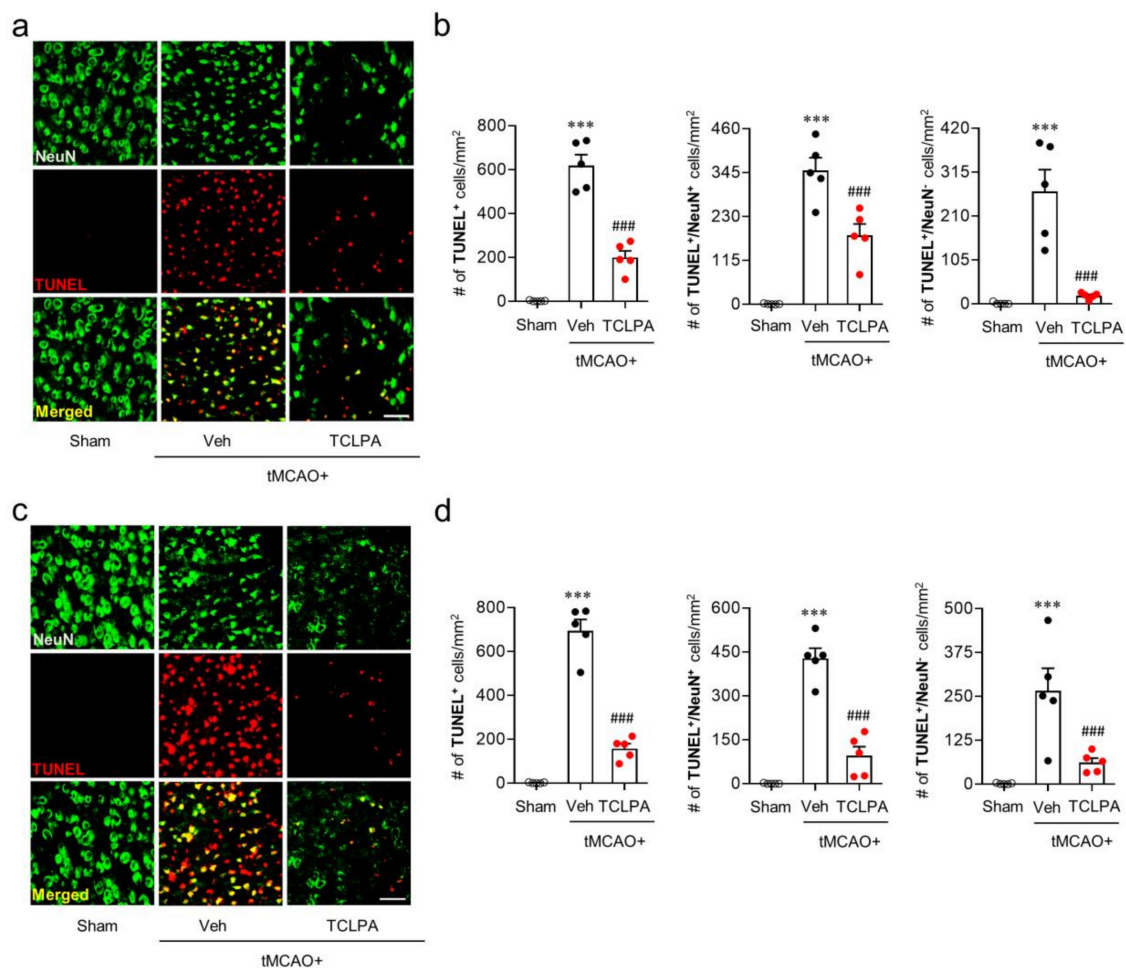 a
NeuN
TUNEL
Merged
Sham Veh TCLPA
tMCAO+
b
# of TUNEL⁺ cells/mm²
800
600
400
200
0
***
###
Sham Veh TCLPA
tMCAO+
# of TUNEL⁺/NeuN⁺ cells/mm²
460
345
230
115
0
***
###
Sham Veh TCLPA
tMCAO+
# of TUNEL⁺/NeuN⁻ cells/mm²
420
315
210
105
0
***
###
Sham Veh TCLPA
tMCAO+
c
NeuN
TUNEL
Merged
Sham Veh TCLPA
tMCAO+
d
# of TUNEL⁺ cells/mm²
800
600
400
200
0
***
###
Sham Veh TCLPA
tMCAO+
# of TUNEL⁺/NeuN⁺ cells/mm²
600
450
300
150
0
***
###
Sham Veh TCLPA
tMCAO+
# of TUNEL⁺/NeuN⁻ cells/mm²
500
375
250
125
0
***
###
Sham Veh TCLPA
tMCAO+